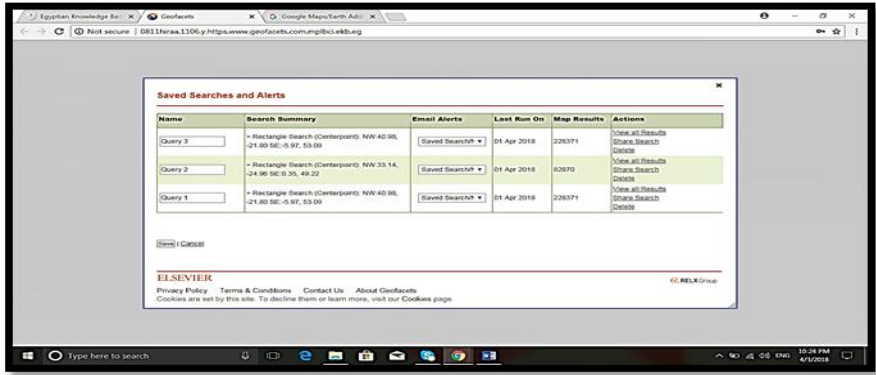 Egyptian Knowledge Ba
Geofacets
Google Maps/Earth Addi
Not secure
Saved Searches and Alerts
Name Search Summary Email Alerts Last Run On Map Results Actions
Query 3
• Rectangle Search (Centerpoint): NW:40.98,
-21.80 SE:-5.97, 53.09
Saved Search/
01 Apr 2018
228371
View all Results
Share Search
Delete
Query 2
• Rectangle Search (Centerpoint): NW:33.14,
-24.96 SE:0.35, 49.22
Saved Search/
01 Apr 2018
82870
View all Results
Share Search
Delete
Query 1
• Rectangle Search (Centerpoint): NW:40.98,
-21.80 SE:-5.97, 53.09
Saved Search/
01 Apr 2018
228371
View all Results
Share Search
Delete
Save | Cancel
ELSEVIER
RELX Group
Privacy Policy Terms & Conditions Contact Us About Geofacets
Cookies are set by this site. To decline them or learn more, visit our Cookies page.
Type here to search
ENG
10:24 PM
4/3/2018